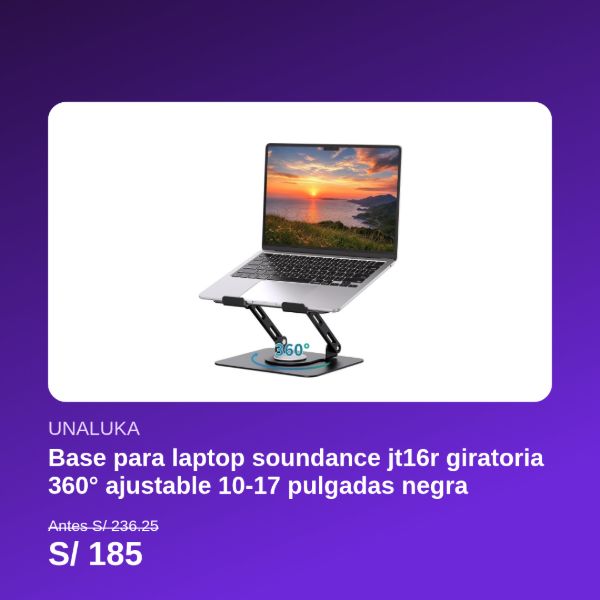 360°
UNALUKA
Base para laptop soundance jt16r giratoria
360° ajustable 10-17 pulgadas negra
Antes S/ 236.25
S/ 185